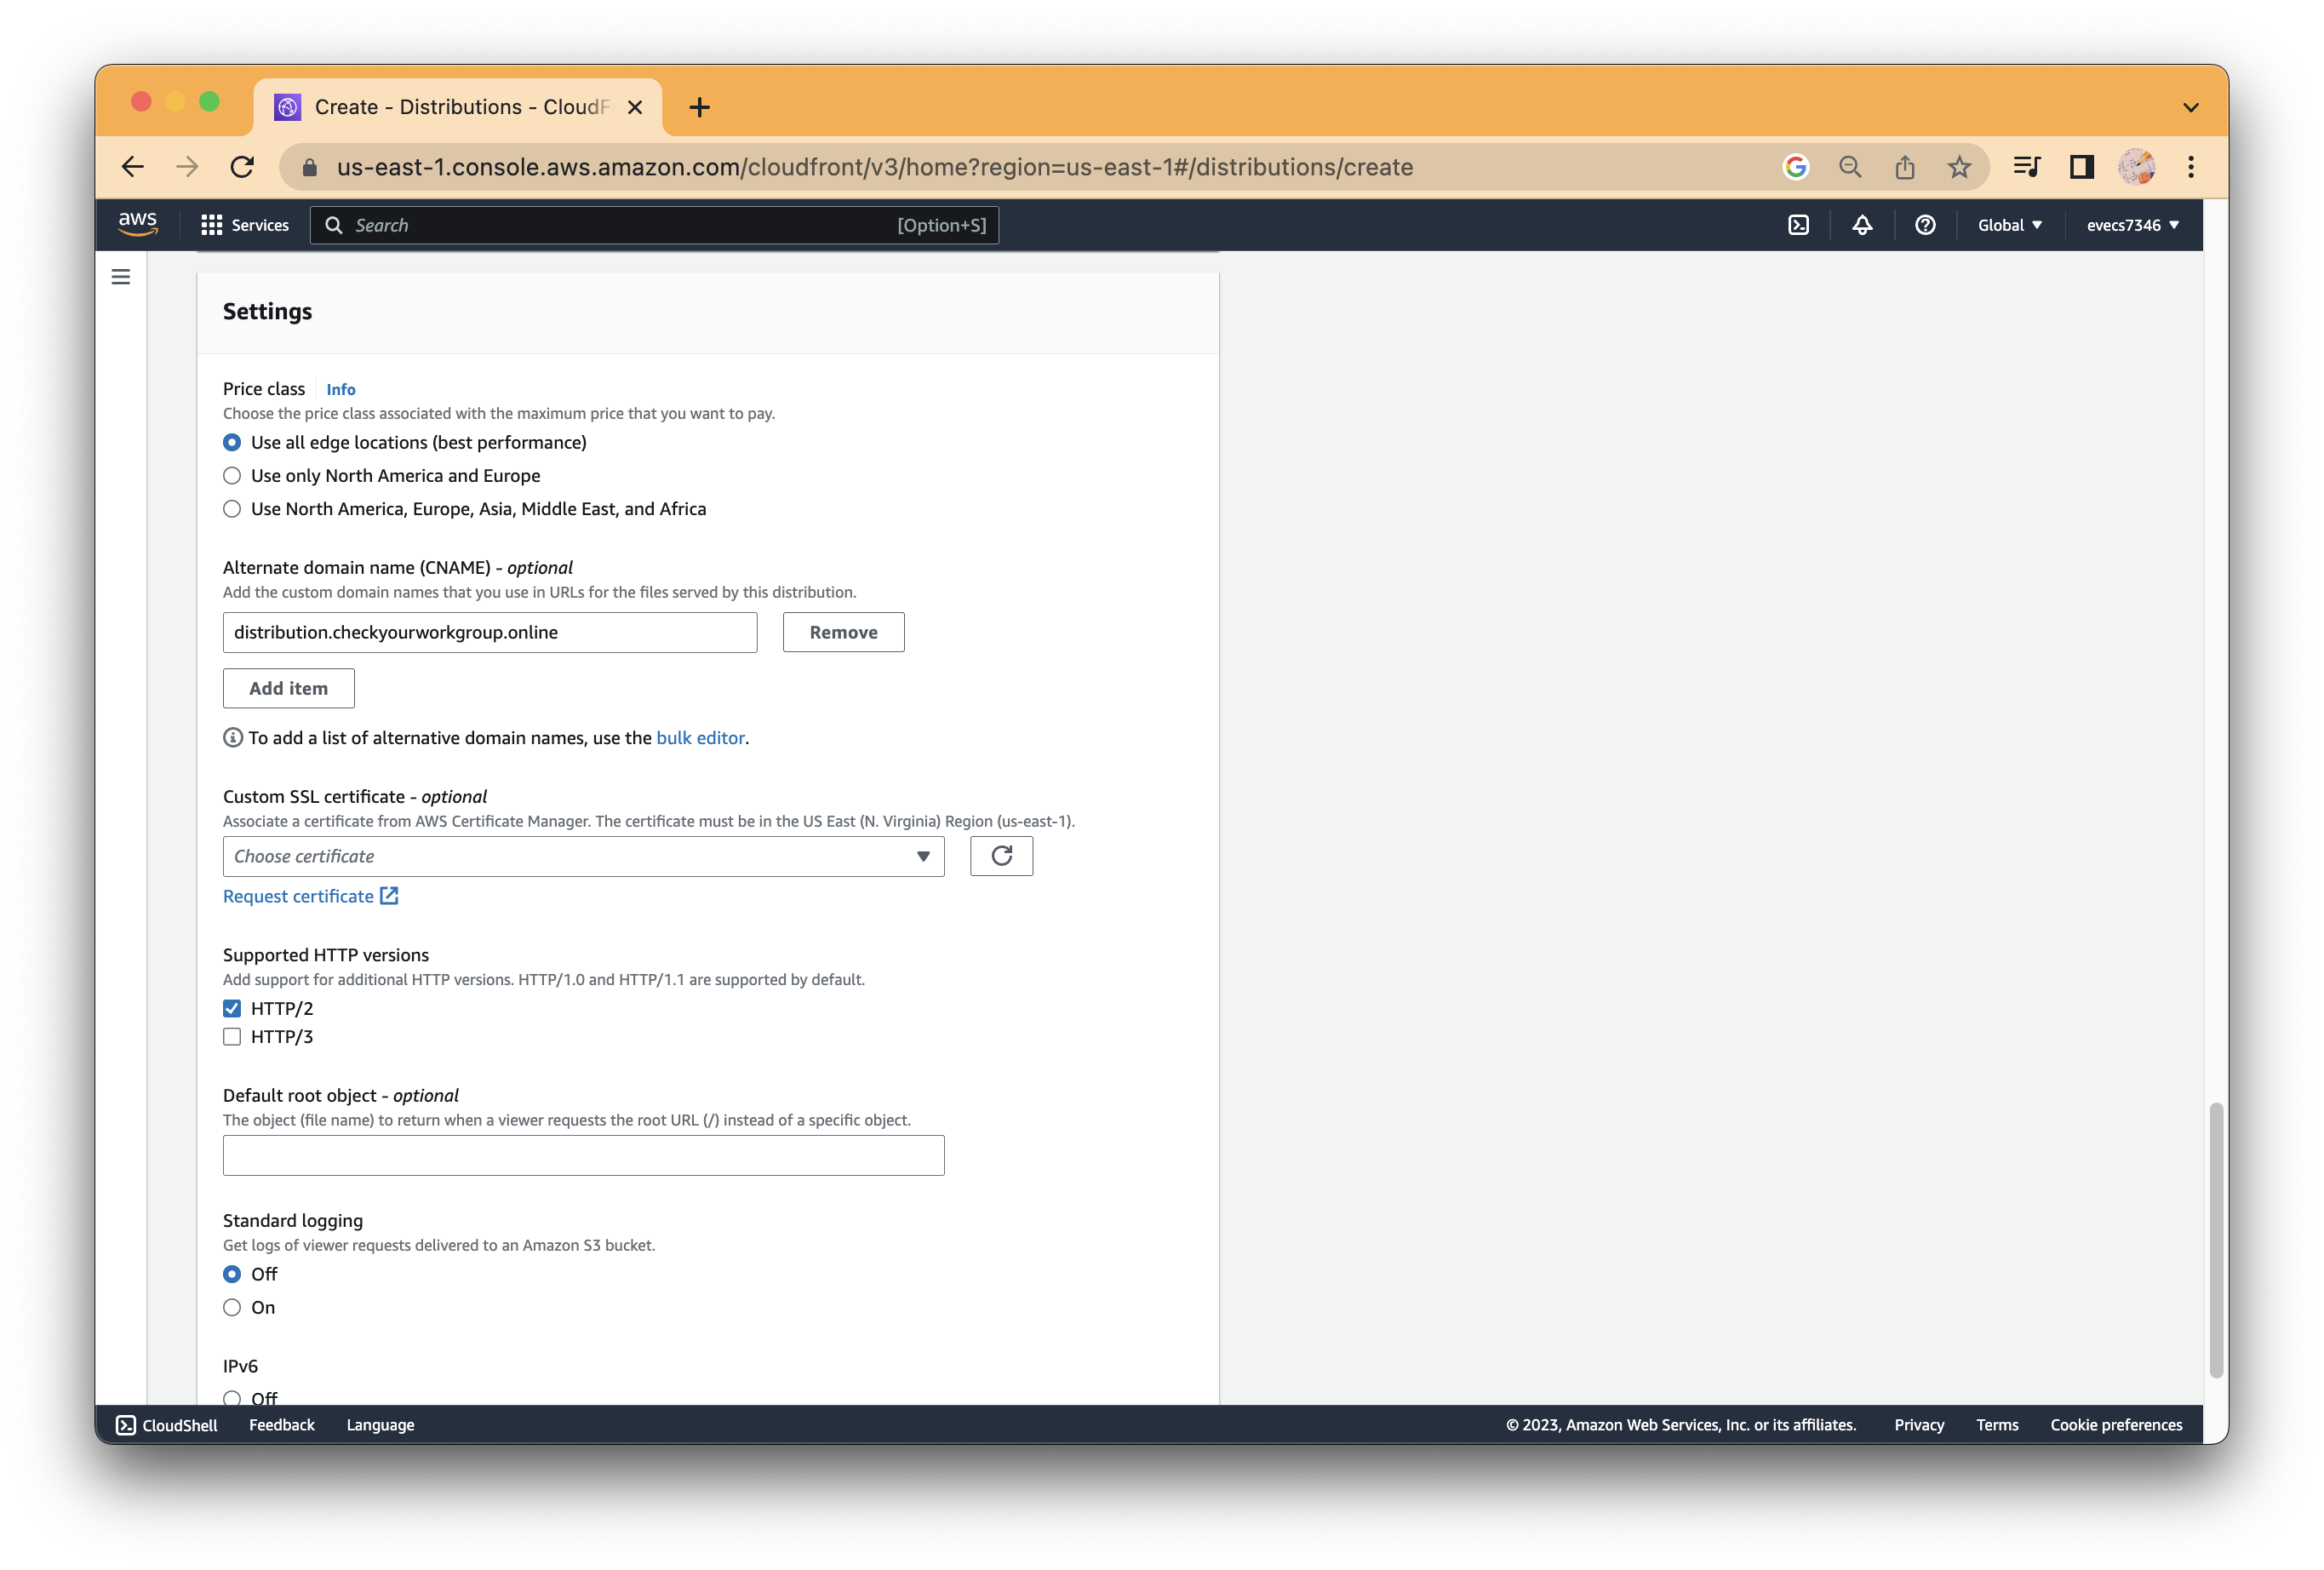 Create - Distributions - CloudF
us-east-1.console.aws.amazon.com/cloudfront/v3/home?region=us-east-1#/distributions/create
aws
Services
Search
[Option+S]
Global
evecs7346
Settings
Price class
Info
Choose the price class associated with the maximum price that you want to pay.
Use all edge locations (best performance)
Use only North America and Europe
Use North America, Europe, Asia, Middle East, and Africa
Alternate domain name (CNAME) - optional
Add the custom domain names that you use in URLs for the files served by this distribution.
distribution.checkyourworkgroup.online
Remove
Add item
To add a list of alternative domain names, use the bulk editor.
Custom SSL certificate - optional
Associate a certificate from AWS Certificate Manager. The certificate must be in the US East (N. Virginia) Region (us-east-1).
Choose certificate
Request certificate
Supported HTTP versions
Add support for additional HTTP versions. HTTP/1.0 and HTTP/1.1 are supported by default.
HTTP/2
HTTP/3
Default root object - optional
The object (file name) to return when a viewer requests the root URL (/) instead of a specific object.
Standard logging
Get logs of viewer requests delivered to an Amazon S3 bucket.
Off
On
IPv6
Off
CloudShell
Feedback
Language
© 2023, Amazon Web Services, Inc. or its affiliates.
Privacy
Terms
Cookie preferences